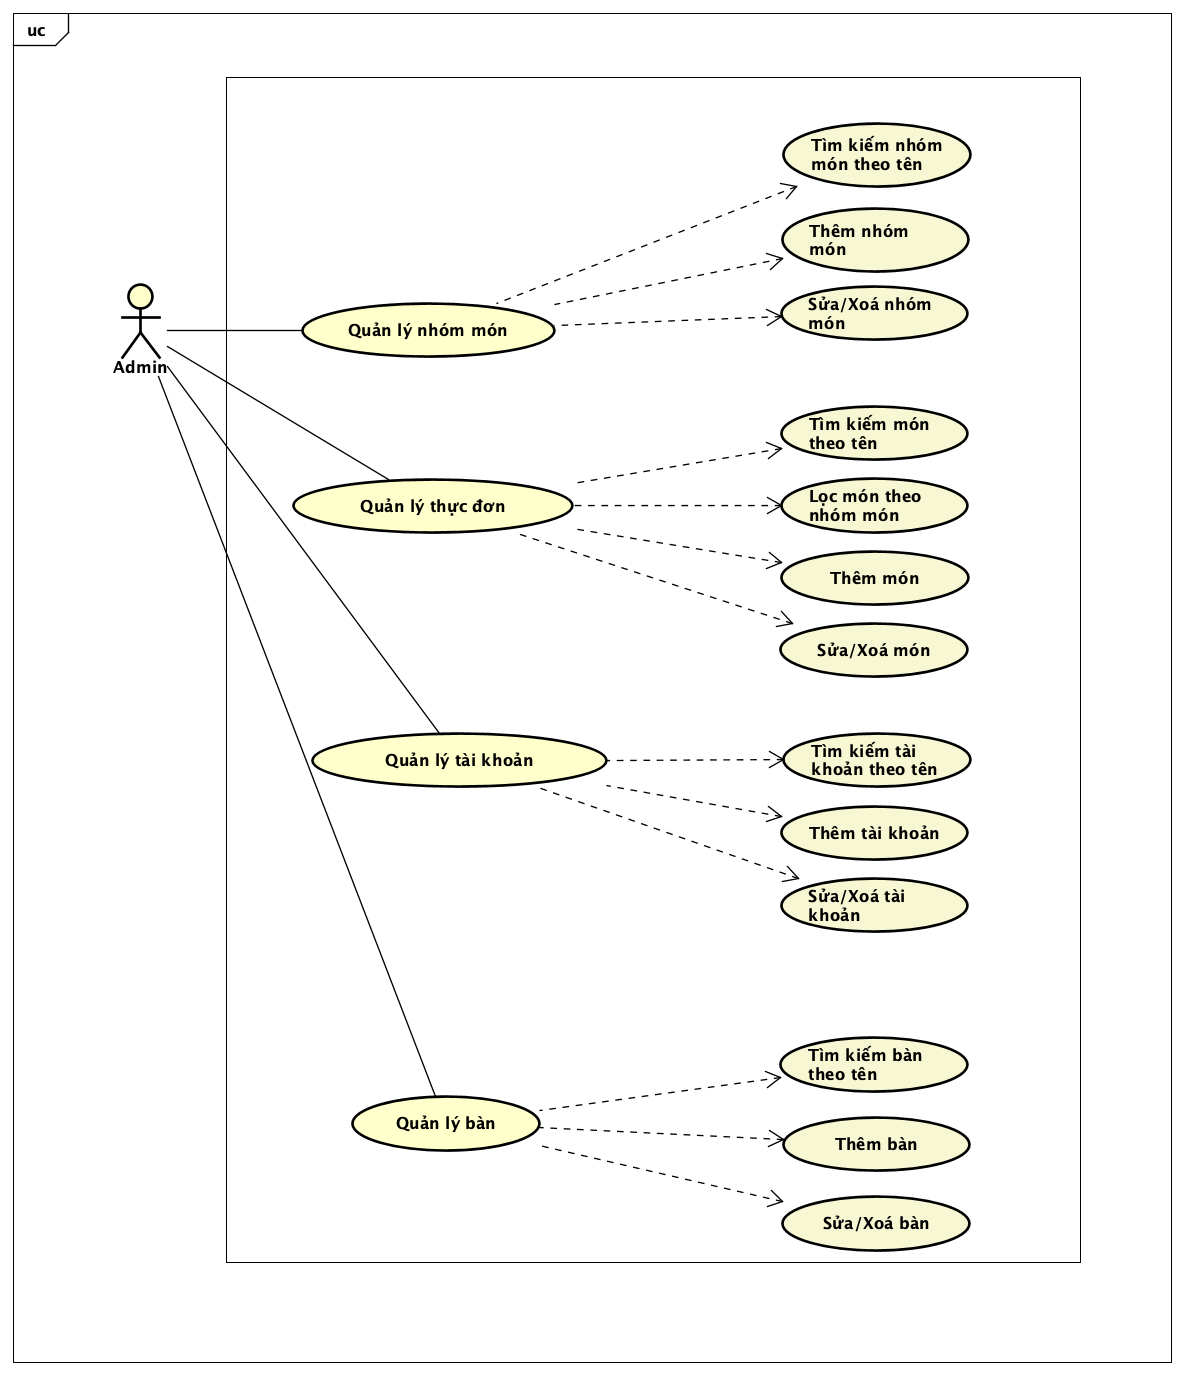 uc
Tìm kiếm nhóm
món theo tên
Thêm nhóm
món
Sửa/Xoá nhóm
món
Quản lý nhóm món
Admin
Tìm kiếm món
theo tên
Quản lý thực đơn
Lọc món theo
nhóm món
Thêm món
Sửa/Xoá món
Quản lý tài khoản
Tìm kiếm tài
khoản theo tên
Thêm tài khoản
Sửa/Xoá tài
khoản
Tìm kiếm bàn
theo tên
Quản lý bàn
Thêm bàn
Sửa/Xoá bàn